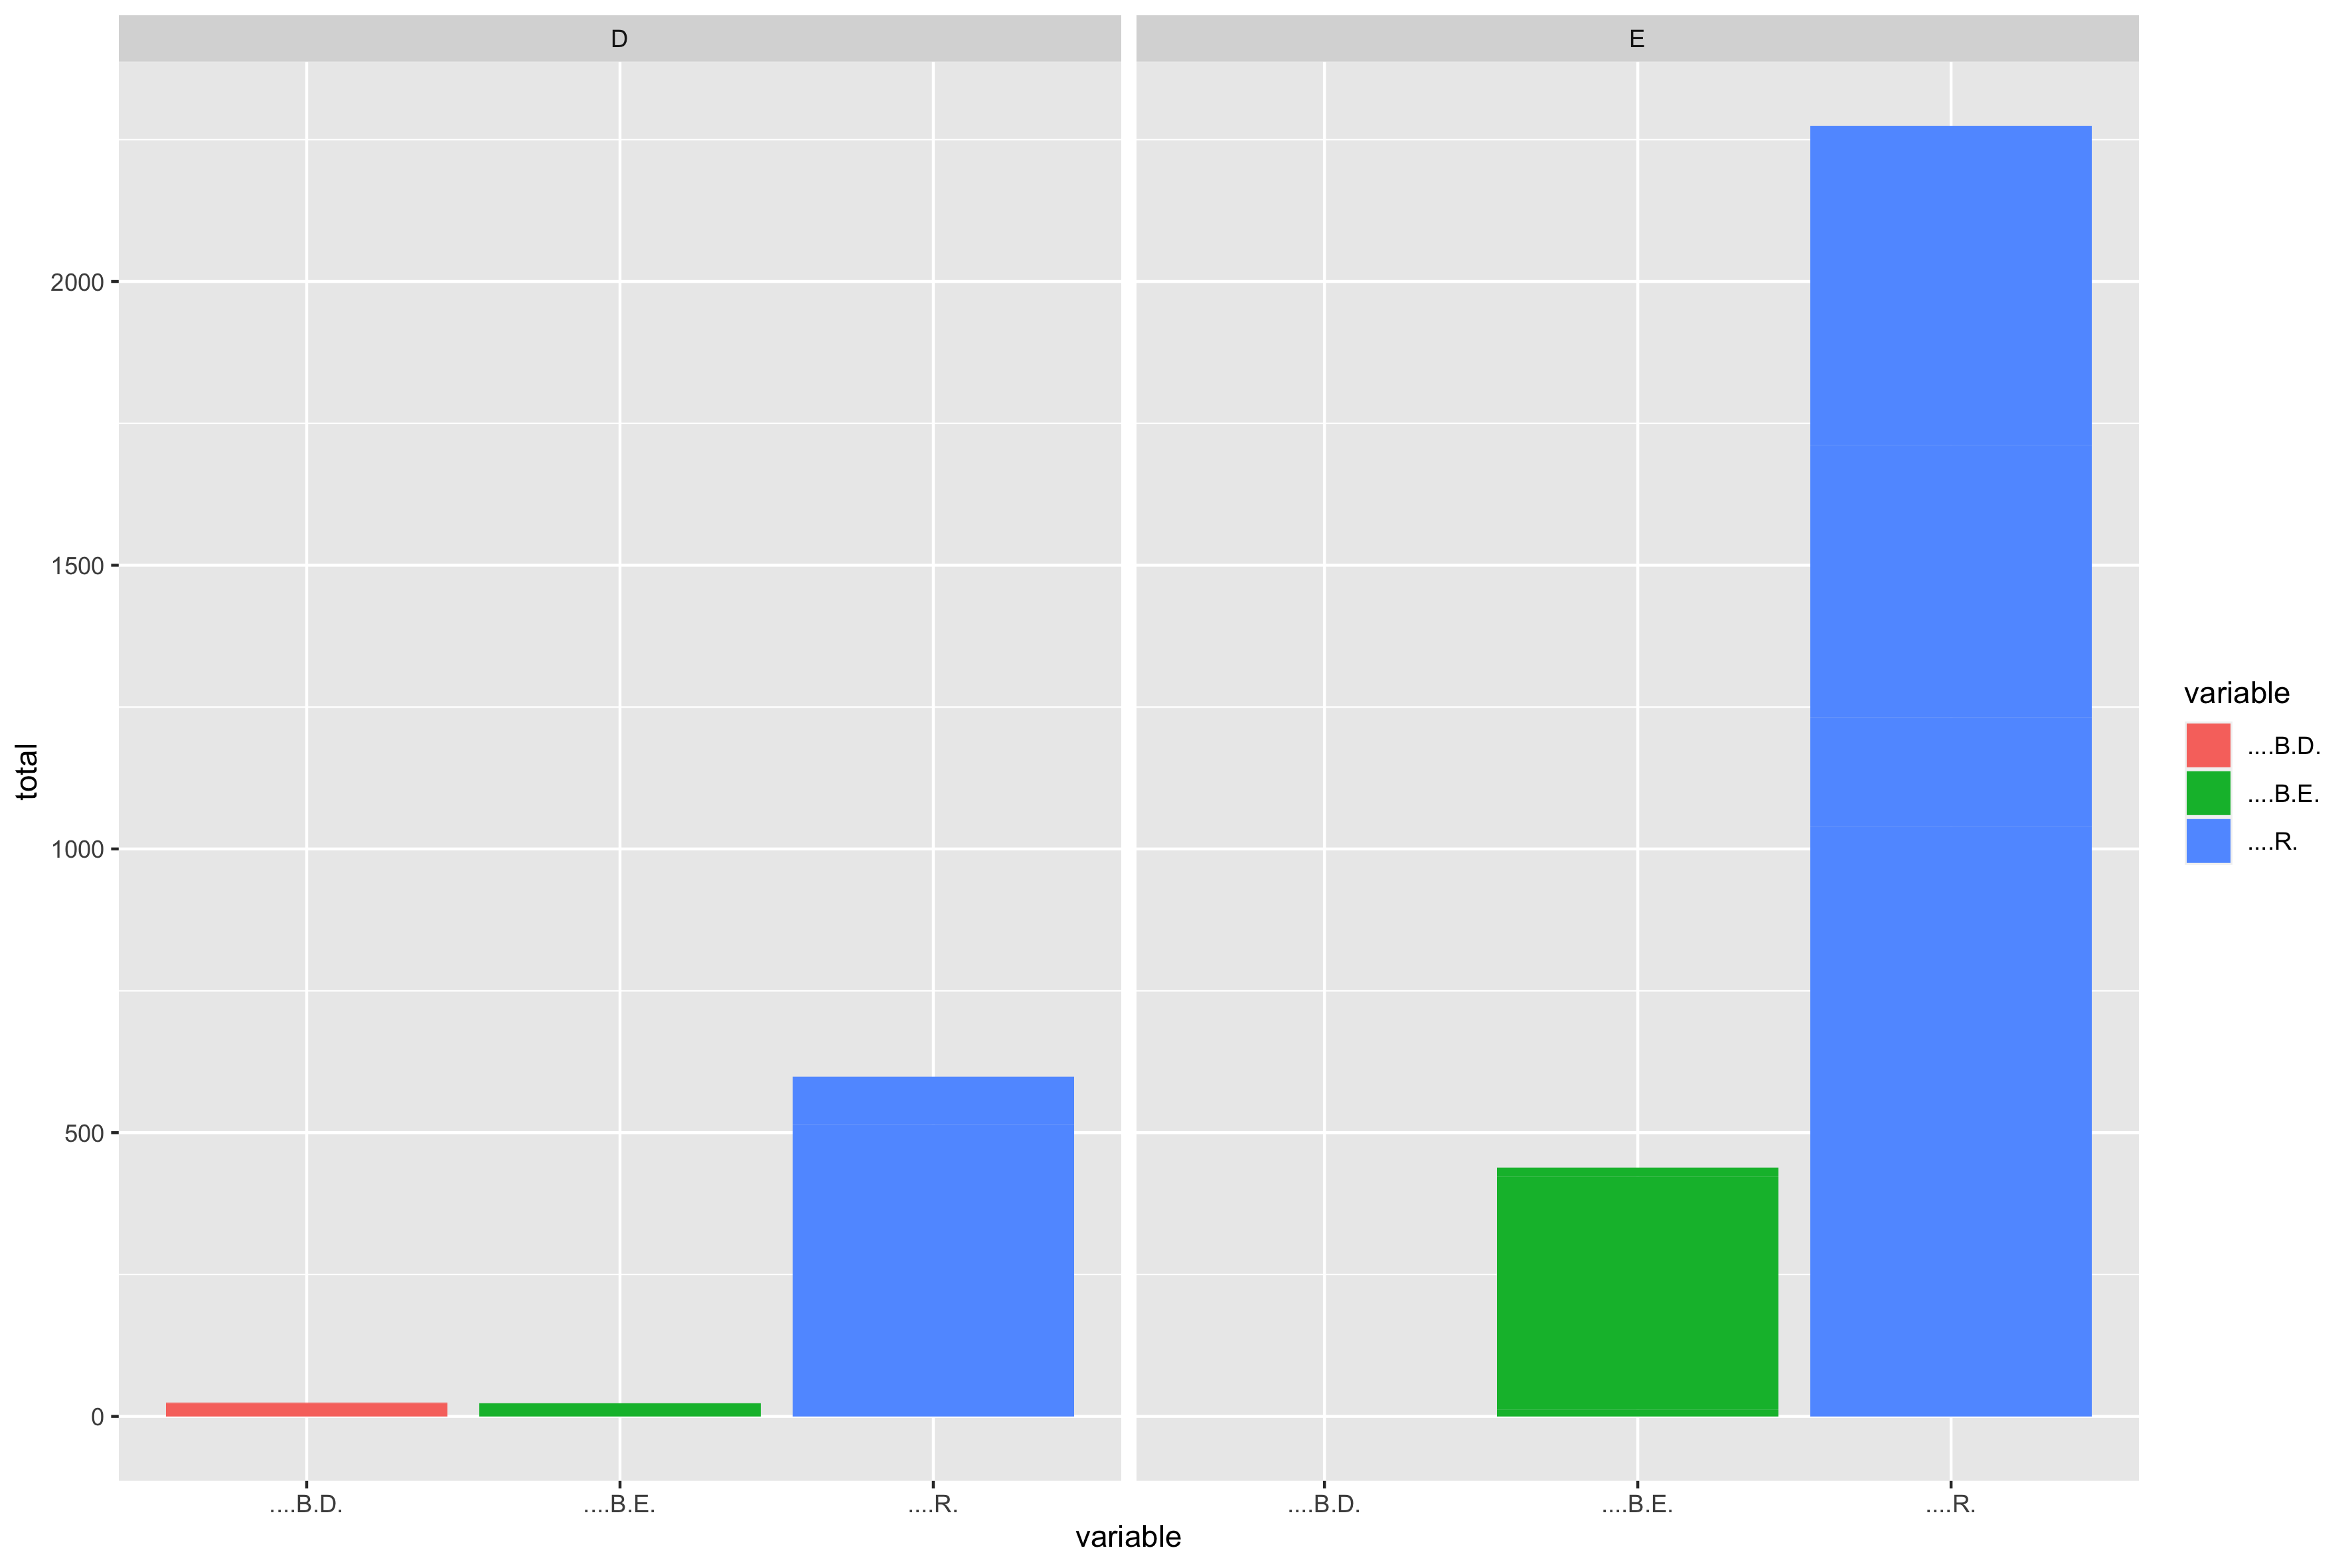 D
E
total
2000
1500
1000
500
0
....B.D.
....B.E.
....R.
....B.D.
....B.E.
....R.
variable
variable
....B.D.
....B.E.
....R.